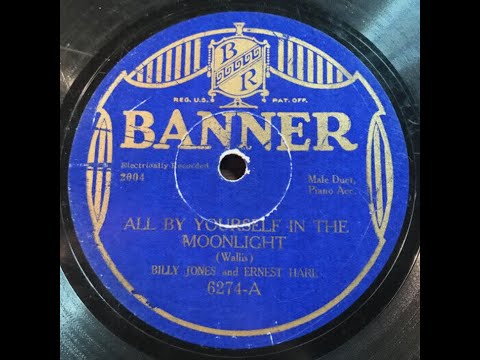 B
R
REG. U.S. PAT. OFF.
BANNER
Electrically Recorded
2004
Male Duet,
Piano Acc.
ALL BY YOURSELF IN THE
MOONLIGHT
(Wallis)
BILLY JONES and ERNEST HARE
6274-A